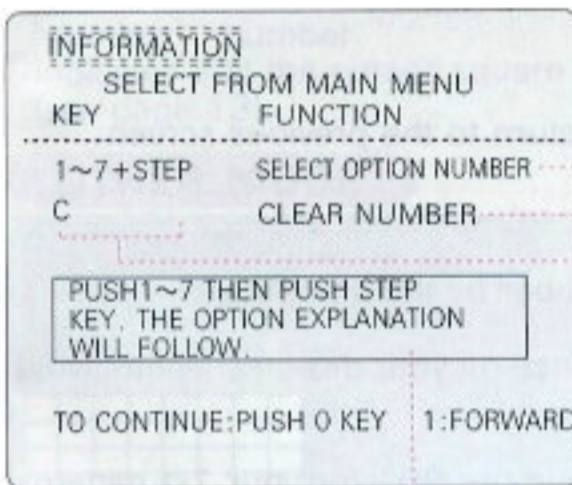 INFORMATION
SELECT FROM MAIN MENU
KEY FUNCTION
1~7+STEP SELECT OPTION NUMBER
C CLEAR NUMBER
PUSH1~7 THEN PUSH STEP
KEY. THE OPTION EXPLANATION
WILL FOLLOW.
TO CONTINUE:PUSH 0 KEY 1:FORWARD